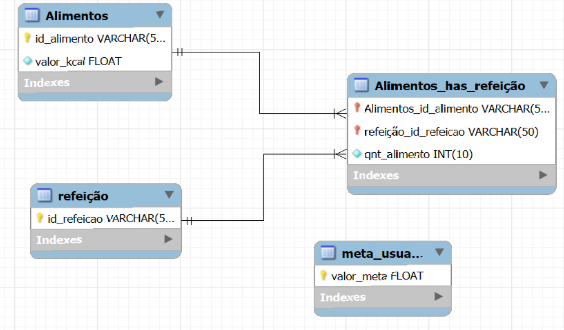 Alimentos
id_alimento VARCHAR(5...
valor_kcal FLOAT
Indexes
Alimentos_has_refeição
Alimentos_id_alimento VARCHAR(5...
refeição_id_refeicao VARCHAR(50)
qnt_alimento INT(10)
Indexes
refeição
id_refeicao VARCHAR(5...
Indexes
meta_usua...
valor_meta FLOAT
Indexes